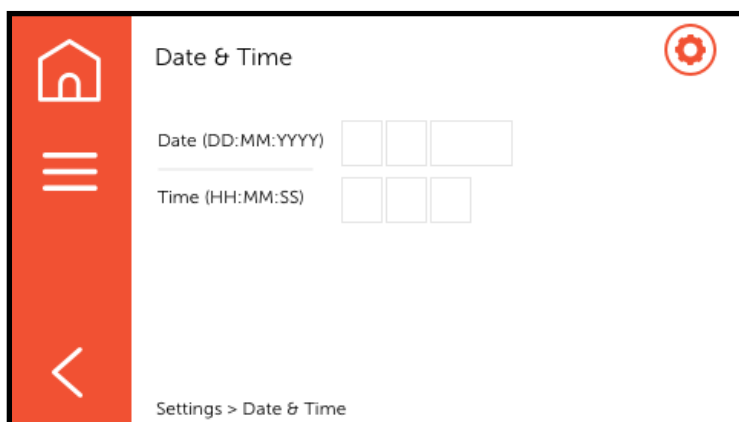 Date & Time
Date (DD:MM:YYYY)
Time (HH:MM:SS)
Settings > Date & Time